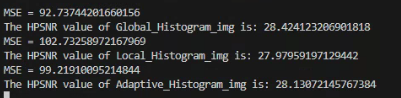 MSE = 92.73744201660156
The HPSNR value of Global_Histogram_img is: 28.424123206901818
MSE = 102.73258972167969
The HPSNR value of Local_Histogram_img is: 27.97959197129442
MSE = 99.21910095214844
The HPSNR value of Adaptive_Histogram_img is: 28.13072145767384